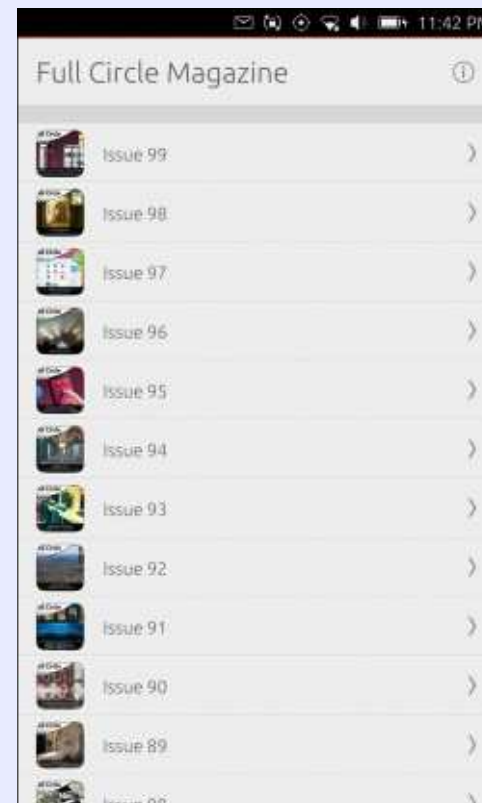 11:42 PM
Full Circle Magazine
Issue 99
Issue 98
Issue 97
Issue 96
Issue 95
Issue 94
Issue 93
Issue 92
Issue 91
Issue 90
Issue 89